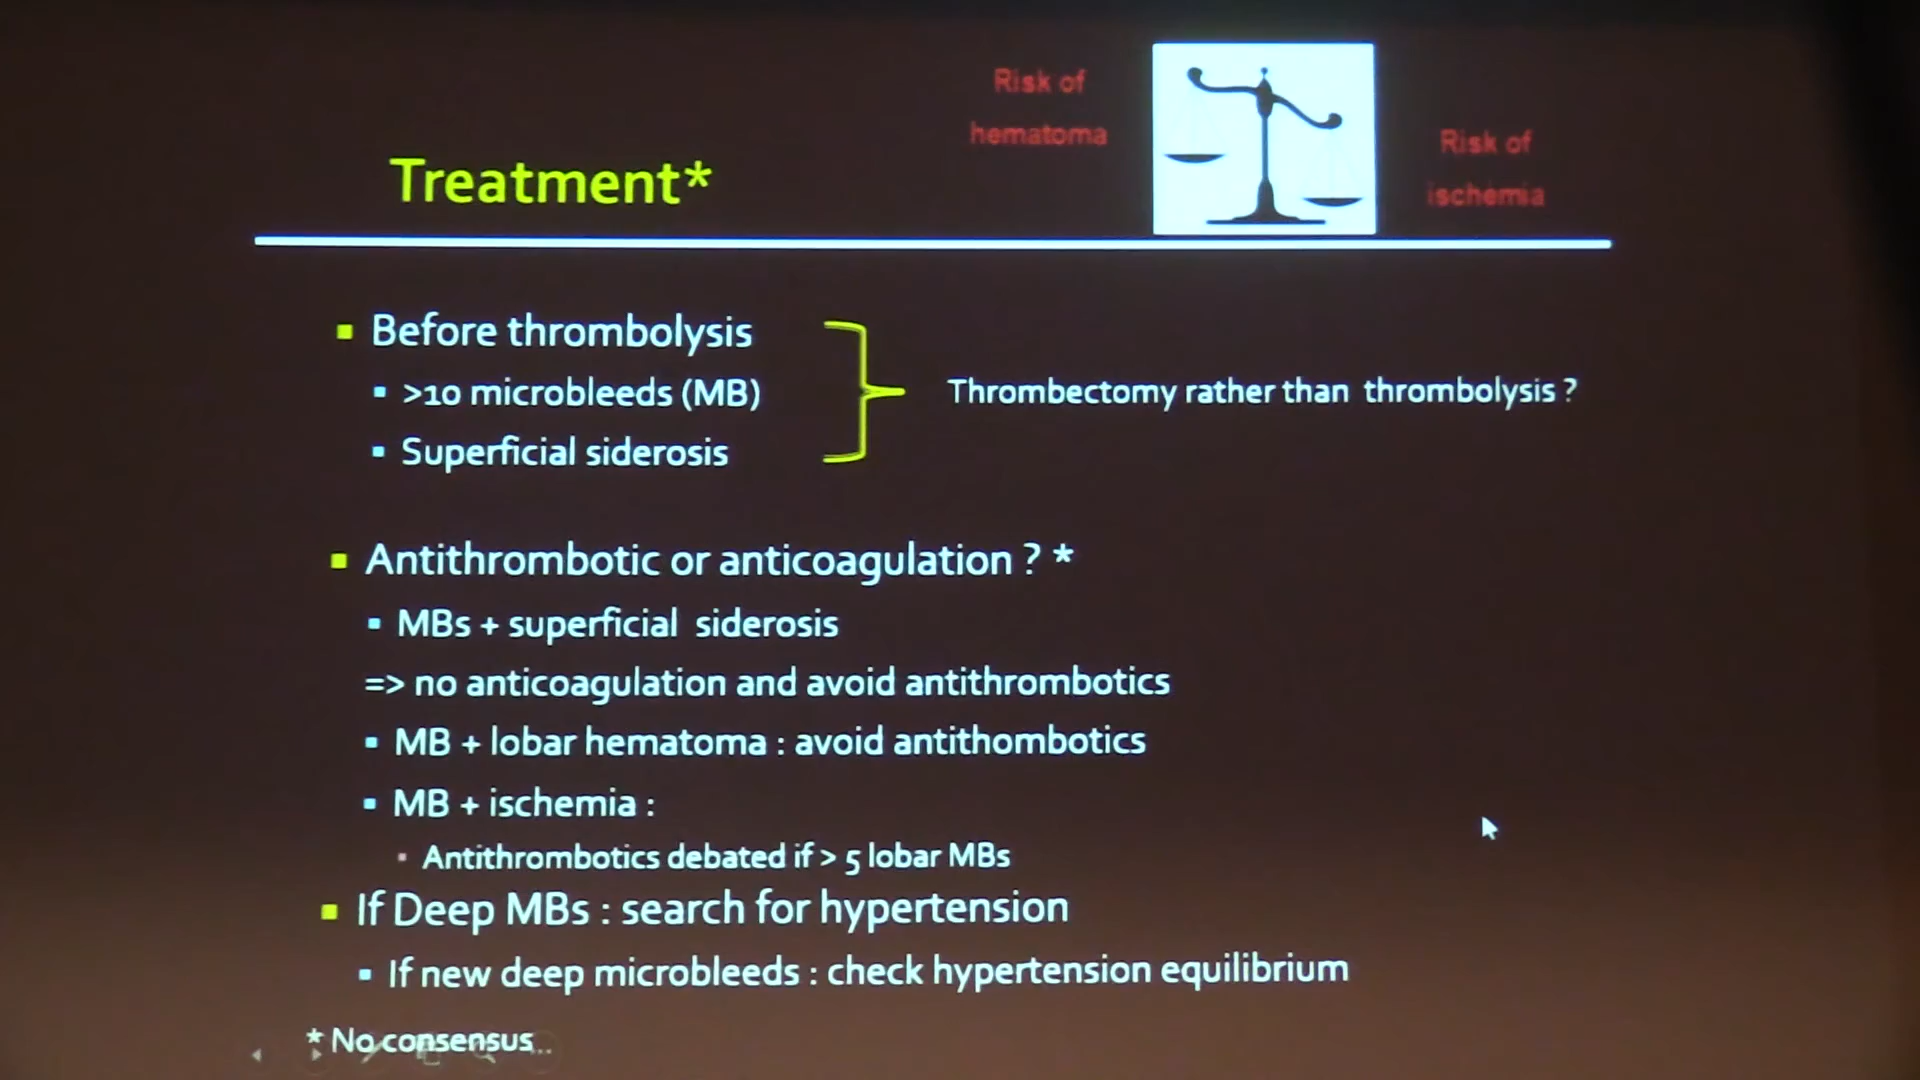 Risk of
hematoma
Risk of
ischemia
Treatment*
Before thrombolysis
>10 microbleeds (MB)
Superficial siderosis
Thrombectomy rather than thrombolysis ?
Antithrombotic or anticoagulation ? *
MBs + superficial siderosis
=> no anticoagulation and avoid antithrombotics
MB + lobar hematoma : avoid antithombotics
MB + ischemia :
Antithrombotics debated if > 5 lobar MBs
If Deep MBs : search for hypertension
If new deep microbleeds : check hypertension equilibrium
* No consensus